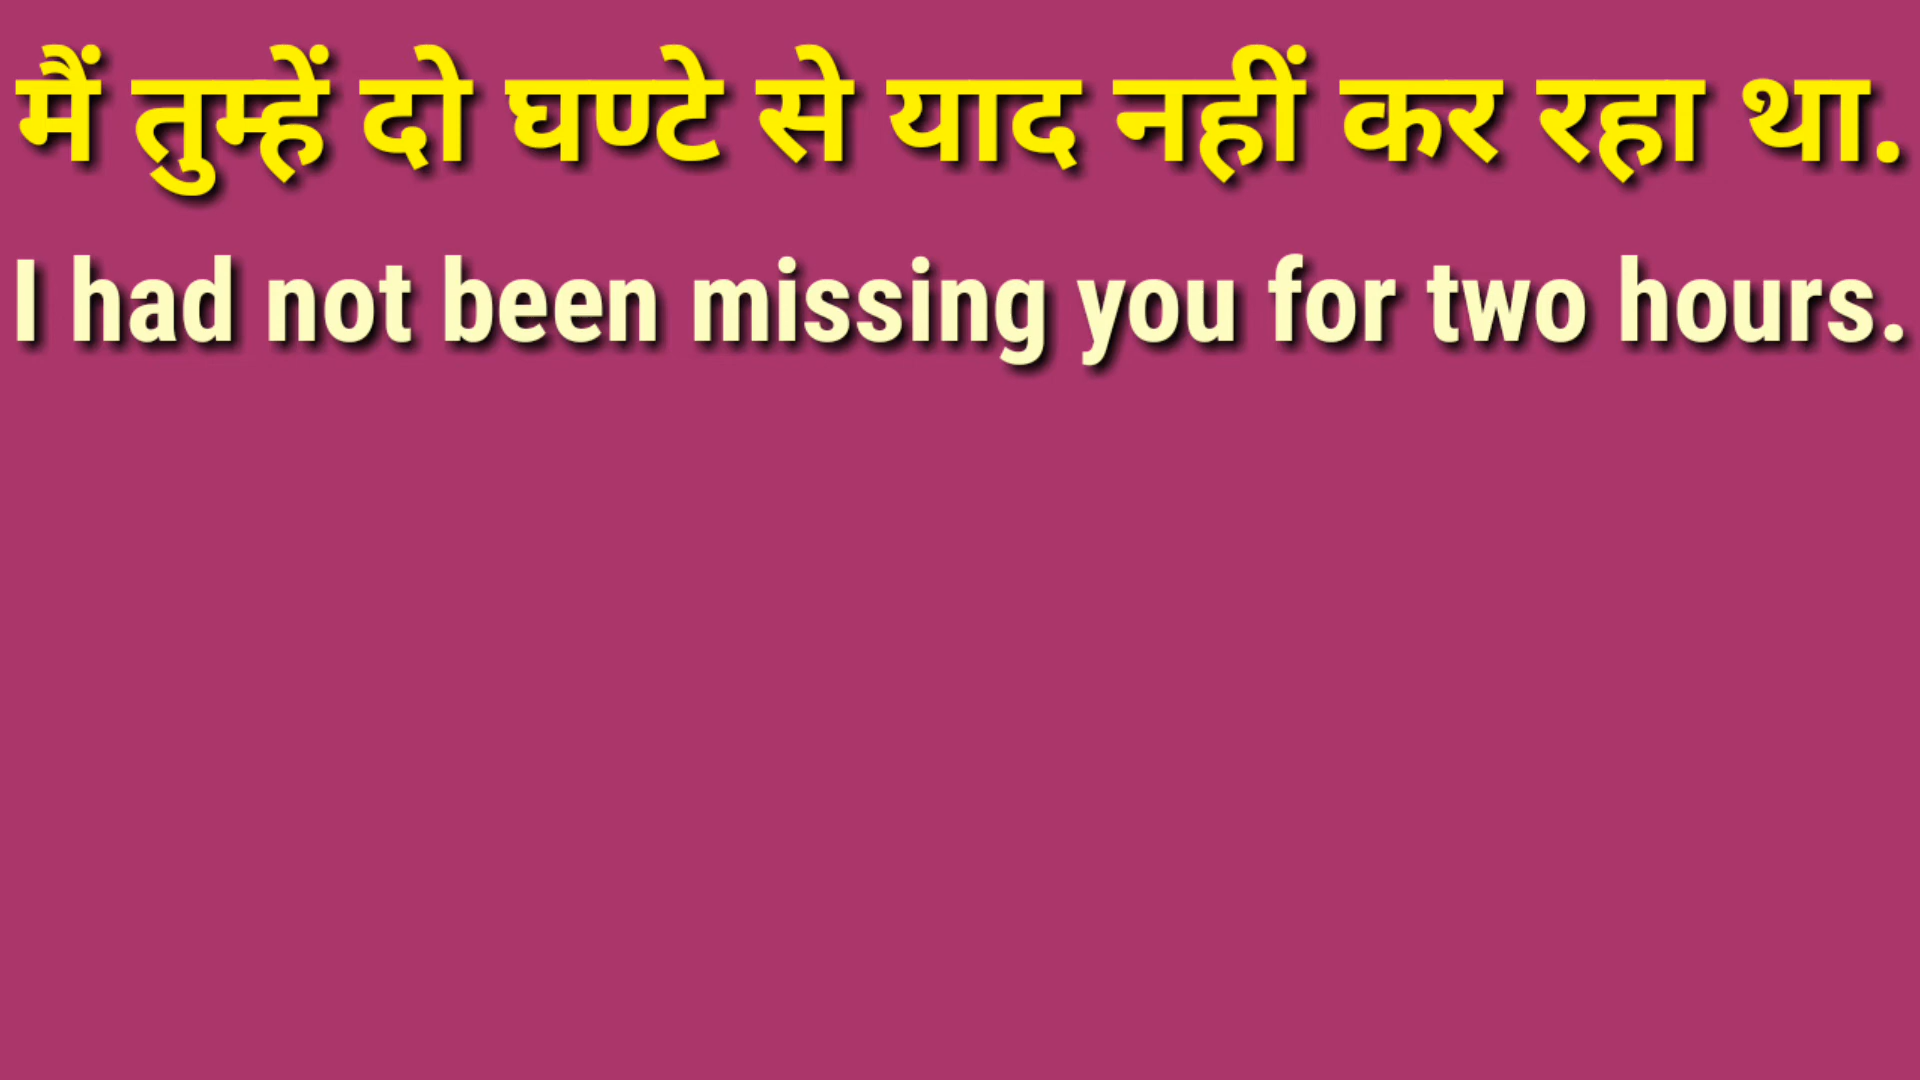 मैं तुम्हें दो घण्टे से याद नहीं कर रहा था.
I had not been missing you for two hours.